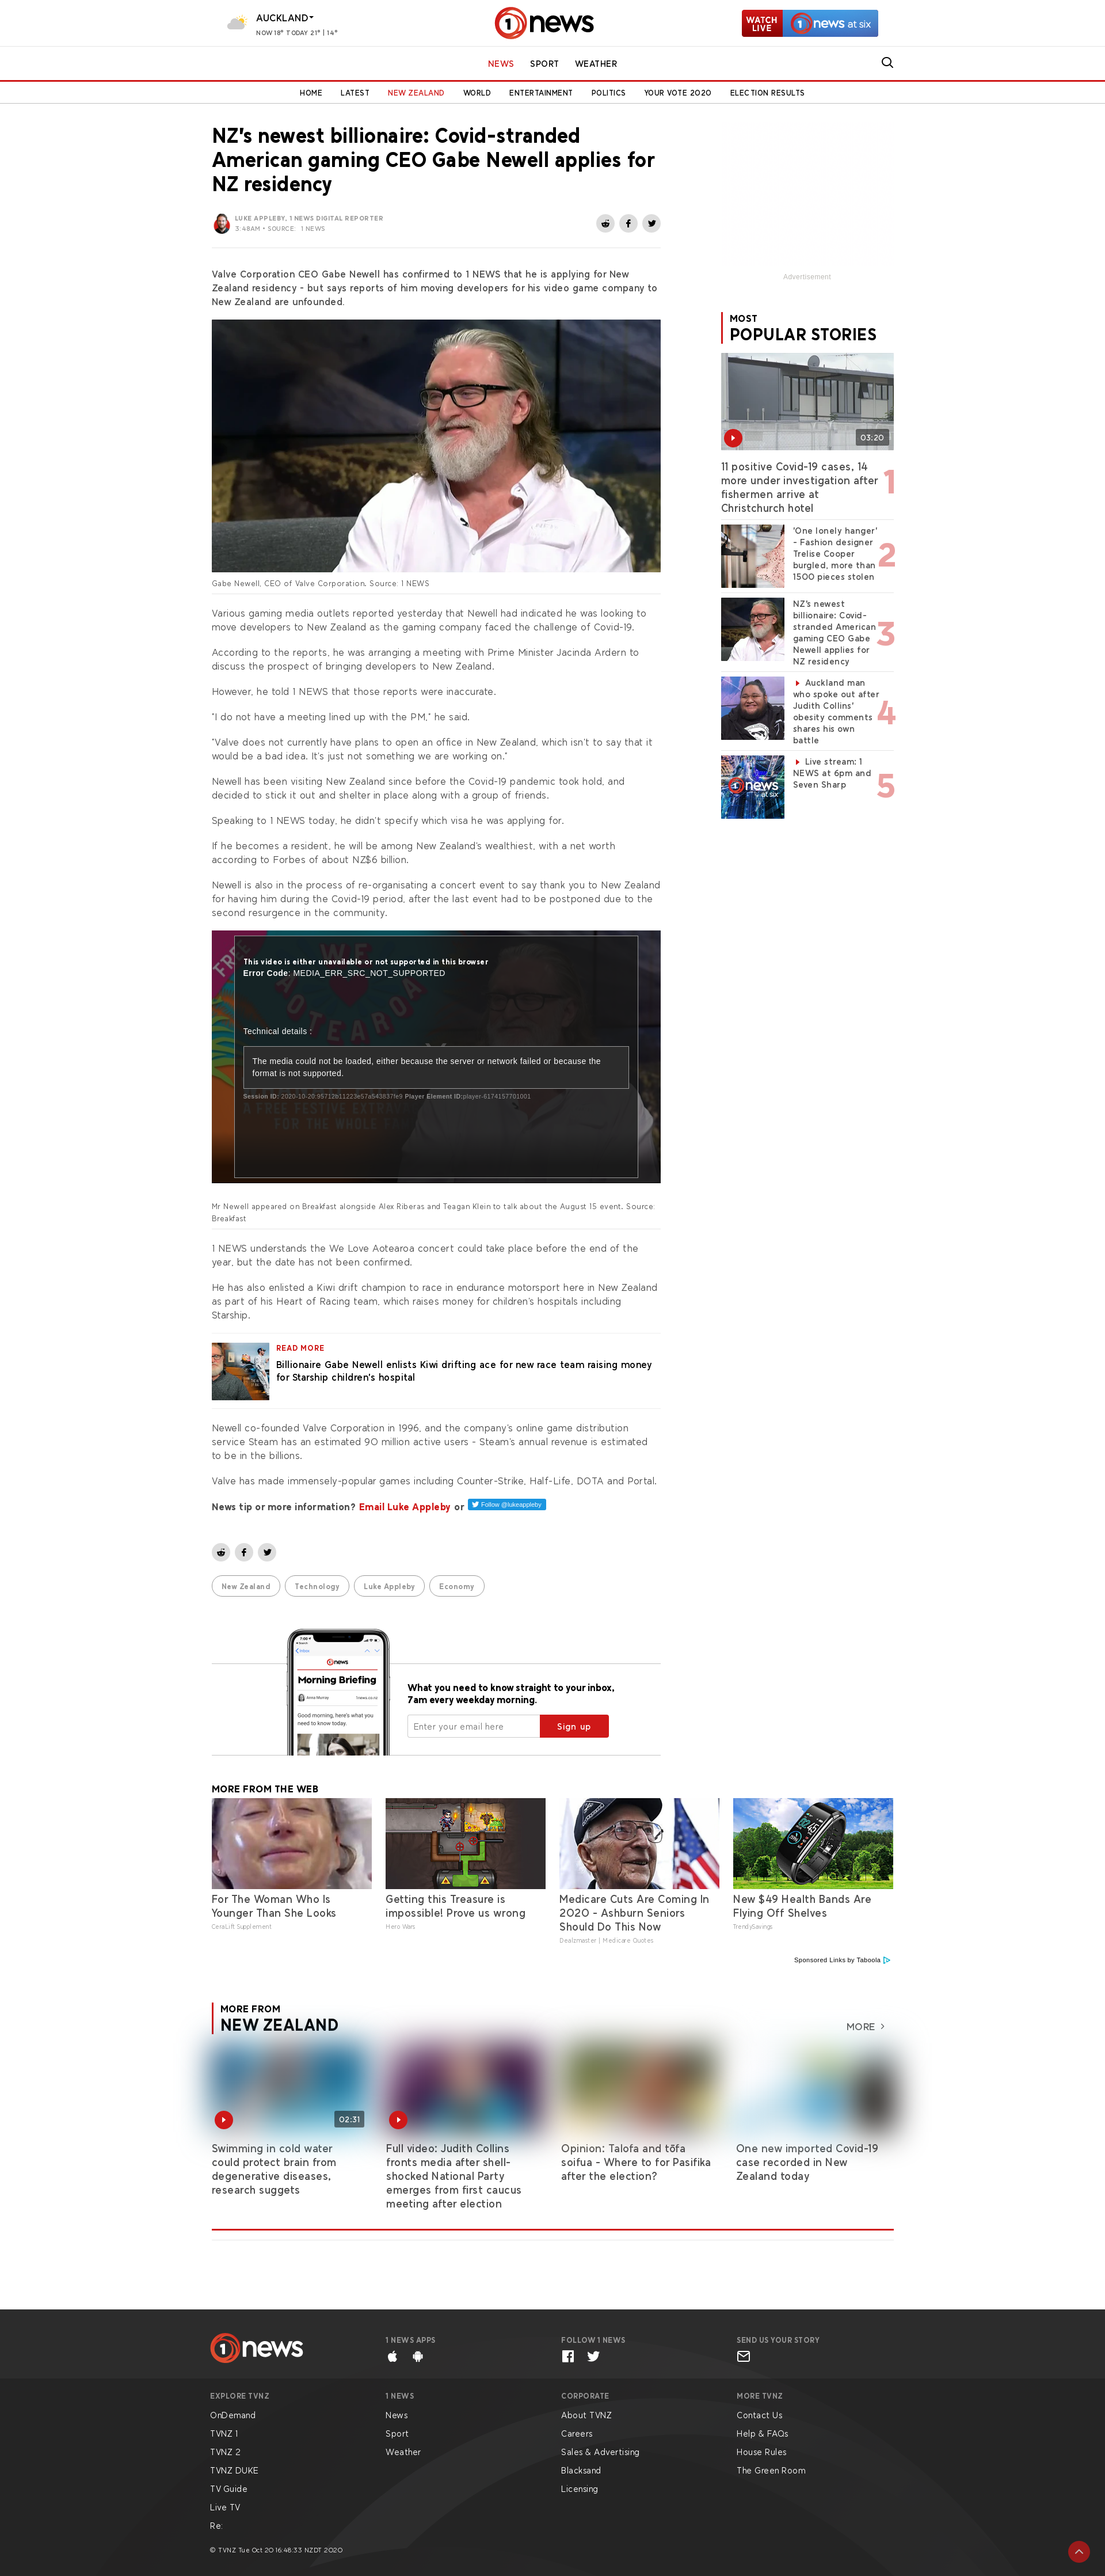 AUCKLAND
NOW 18° TODAY 21° | 14°
1 news
WATCH LIVE
1 news at six
NEWS SPORT WEATHER
HOME LATEST NEW ZEALAND WORLD ENTERTAINMENT POLITICS YOUR VOTE 2020 ELECTION RESULTS
NZ's newest billionaire: Covid-stranded
American gaming CEO Gabe Newell applies for
NZ residency
LUKE APPLEBY, 1 NEWS DIGITAL REPORTER
3:48AM • SOURCE: 1 NEWS
Valve Corporation CEO Gabe Newell has confirmed to 1 NEWS that he is applying for New
Zealand residency - but says reports of him moving developers for his video game company to
New Zealand are unfounded.
Gabe Newell, CEO of Valve Corporation. Source: 1 NEWS
Various gaming media outlets reported yesterday that Newell had indicated he was looking to
move developers to New Zealand as the gaming company faced the challenge of Covid-19.
According to the reports, he was arranging a meeting with Prime Minister Jacinda Ardern to
discuss the prospect of bringing developers to New Zealand.
However, he told 1 NEWS that those reports were inaccurate.
"I do not have a meeting lined up with the PM," he said.
"Valve does not currently have plans to open an office in New Zealand, which isn't to say that it
would be a bad idea. It's just not something we are working on."
Newell has been visiting New Zealand since before the Covid-19 pandemic took hold, and
decided to stick it out and shelter in place along with a group of friends.
Speaking to 1 NEWS today, he didn't specify which visa he was applying for.
If he becomes a resident, he will be among New Zealand's wealthiest, with a net worth
according to Forbes of about NZ$6 billion.
Newell is also in the process of re-organisating a concert event to say thank you to New Zealand
for having him during the Covid-19 period, after the last event had to be postponed due to the
second resurgence in the community.
FREE
WE
AOTEAROA
This video is either unavailable or not supported in this browser
Error Code: MEDIA_ERR_SRC_NOT_SUPPORTED
Technical details :
The media could not be loaded, either because the server or network failed or because the
format is not supported.
Session ID: 2020-10-20:95712b11223e57a543837fe9 Player Element ID:player-6174157701001
A FREE FESTIVE EXTRA
FOR THE WHOLE FAMILY
Mr Newell appeared on Breakfast alongside Alex Riberas and Teagan Klein to talk about the August 15 event. Source:
Breakfast
1 NEWS understands the We Love Aotearoa concert could take place before the end of the
year, but the date has not been confirmed.
He has also enlisted a Kiwi drift champion to race in endurance motorsport here in New Zealand
as part of his Heart of Racing team, which raises money for children's hospitals including
Starship.
READ MORE
Billionaire Gabe Newell enlists Kiwi drifting ace for new race team raising money
for Starship children's hospital
Newell co-founded Valve Corporation in 1996, and the company's online game distribution
service Steam has an estimated 90 million active users - Steam's annual revenue is estimated
to be in the billions.
Valve has made immensely-popular games including Counter-Strike, Half-Life, DOTA and Portal.
News tip or more information? Email Luke Appleby or Follow @lukeappleby
New Zealand Technology Luke Appleby Economy
7:00
Inbox
1 news
Morning Briefing
Anna Murray 1news.co.nz
Good morning, here's what you
need to know today.
What you need to know straight to your inbox,
7am every weekday morning.
Enter your email here
Sign up
Advertisement
MOST
POPULAR STORIES
03:20
11 positive Covid-19 cases, 14
more under investigation after
fishermen arrive at
Christchurch hotel
1
'One lonely hanger'
- Fashion designer
Trelise Cooper
burgled, more than
1500 pieces stolen
2
NZ's newest
billionaire: Covid-
stranded American
gaming CEO Gabe
Newell applies for
NZ residency
3
Auckland man
who spoke out after
Judith Collins'
obesity comments
shares his own
battle
4
1 news
at six
Live stream: 1
NEWS at 6pm and
Seven Sharp
5
MORE FROM THE WEB
For The Woman Who Is
Younger Than She Looks
CeraLift Supplement
Getting this Treasure is
impossible! Prove us wrong
Hero Wars
Medicare Cuts Are Coming In
2020 - Ashburn Seniors
Should Do This Now
Dealzmaster | Medicare Quotes
New $49 Health Bands Are
Flying Off Shelves
TrendySavings
Sponsored Links by Taboola
MORE FROM
NEW ZEALAND
MORE
02:31
Swimming in cold water
could protect brain from
degenerative diseases,
research suggets
Full video: Judith Collins
fronts media after shell-
shocked National Party
emerges from first caucus
meeting after election
Opinion: Talofa and tōfa
soifua - Where to for Pasifika
after the election?
One new imported Covid-19
case recorded in New
Zealand today
1 news
1 NEWS APPS
FOLLOW 1 NEWS
SEND US YOUR STORY
EXPLORE TVNZ
OnDemand
TVNZ 1
TVNZ 2
TVNZ DUKE
TV Guide
Live TV
Re:
1 NEWS
News
Sport
Weather
CORPORATE
About TVNZ
Careers
Sales & Advertising
Blacksand
Licensing
MORE TVNZ
Contact Us
Help & FAQs
House Rules
The Green Room
© TVNZ Tue Oct 20 16:48:33 NZDT 2020